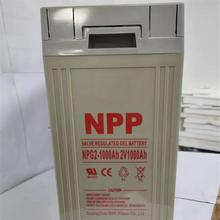 NPP
VALVE REGULATED GEL BATTERY
NPG2-1000Ah 2V1000Ah